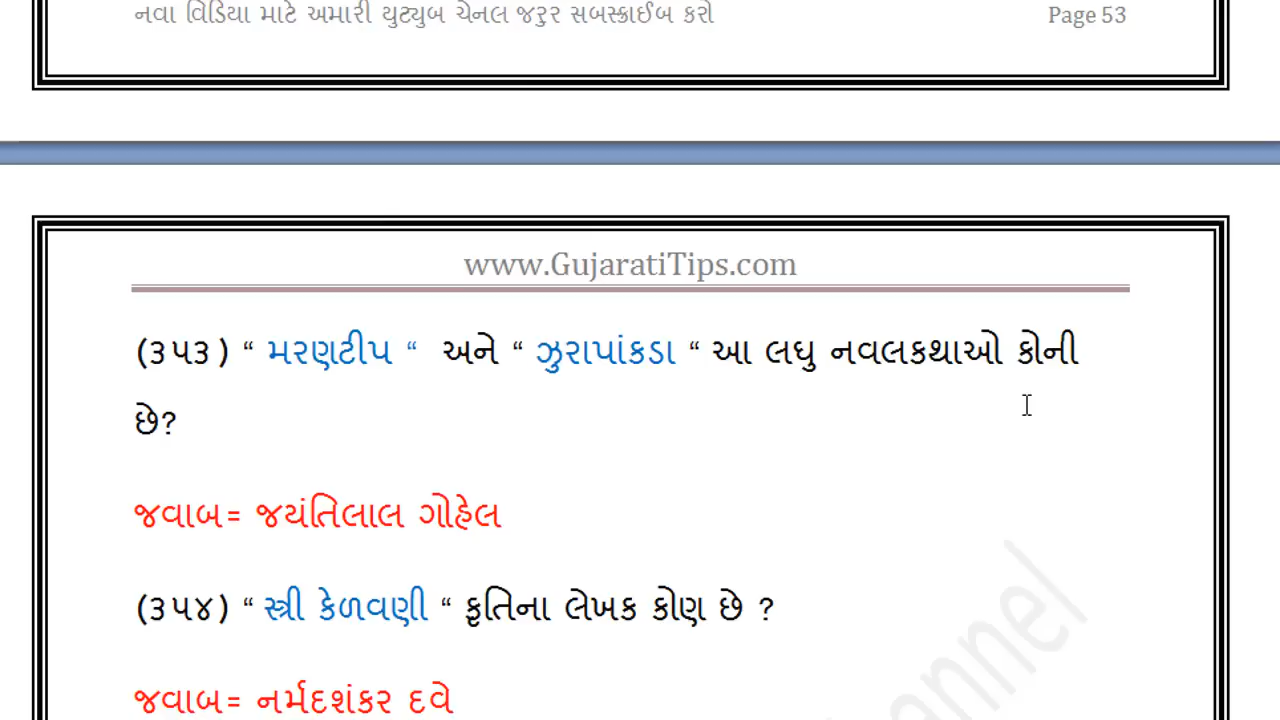 નવા વિડિયા માટે અમારી યુટ્યુબ ચેનલ જરુર સબસ્ક્રાઈબ કરો Page 53
www.GujaratiTips.com
(૩૫૩) “ મરણટીપ “ અને “ ઝુરાપાંકડા “ આ લઘુ નવલકથાઓ કોની
છે?
જવાબ= જયંતિલાલ ગોહેલ
(૩૫૪) “ સ્ત્રી કેળવણી “ કૃતિના લેખક કોણ છે ?
જવાબ= નર્મદશંકર દવે